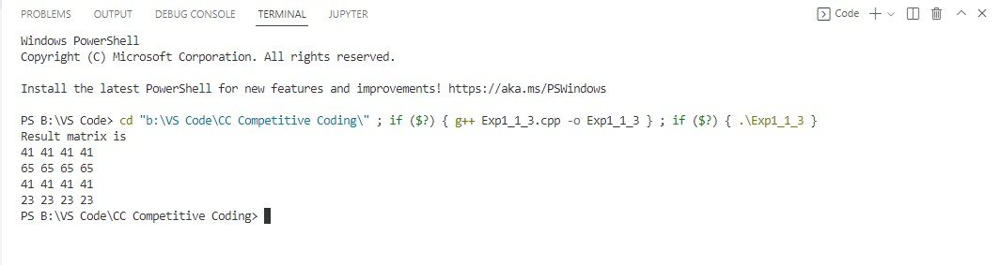 PROBLEMS OUTPUT DEBUG CONSOLE TERMINAL JUPYTER Code
Windows PowerShell
Copyright (C) Microsoft Corporation. All rights reserved.
Install the latest PowerShell for new features and improvements! https://aka.ms/PSWindows
PS B:\VS Code> cd "b:\VS Code\CC Competitive Coding\" ; if ($?) { g++ Exp1_1_3.cpp -o Exp1_1_3 } ; if ($?) { .\Exp1_1_3 }
Result matrix is
41 41 41 41
65 65 65 65
41 41 41 41
23 23 23 23
PS B:\VS Code\CC Competitive Coding>